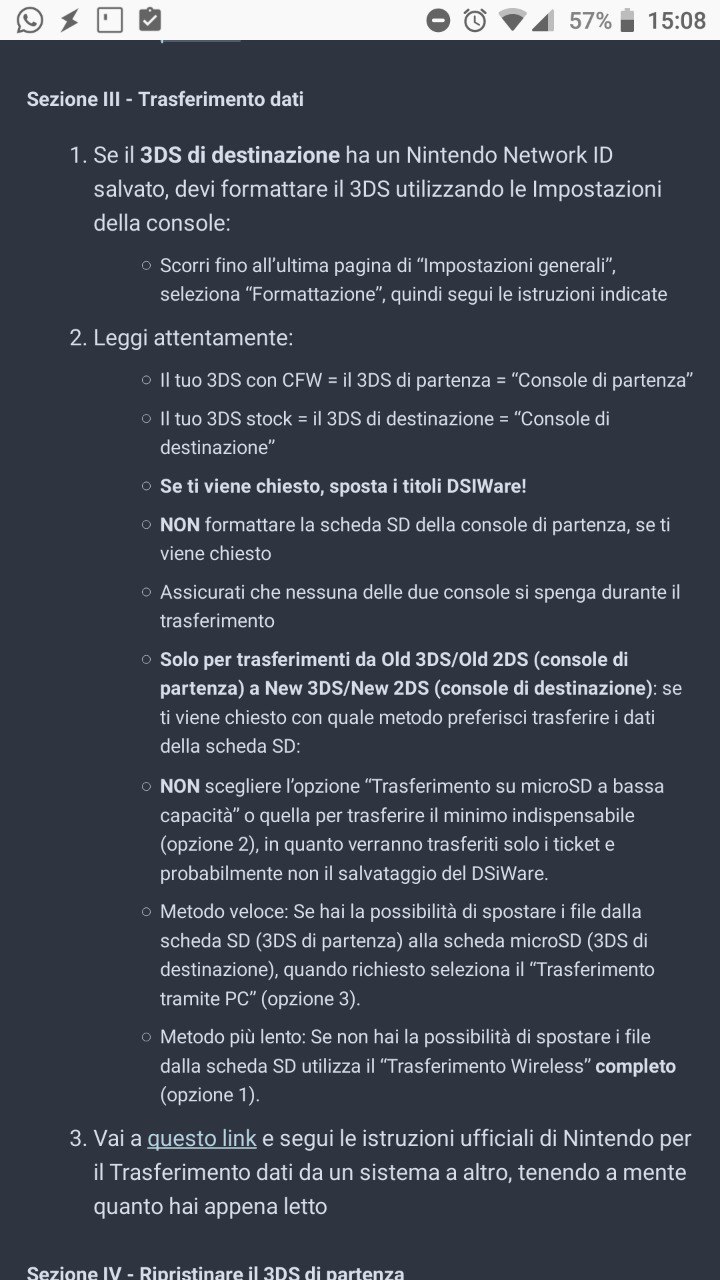 57% 15:08
Sezione III - Trasferimento dati
1. Se il 3DS di destinazione ha un Nintendo Network ID
salvato, devi formattare il 3DS utilizzando le Impostazioni
della console:
○ Scorri fino all’ultima pagina di “Impostazioni generali”,
seleziona “Formattazione”, quindi segui le istruzioni indicate
2. Leggi attentamente:
○ Il tuo 3DS con CFW = il 3DS di partenza = “Console di partenza”
○ Il tuo 3DS stock = il 3DS di destinazione = “Console di
destinazione”
○ Se ti viene chiesto, sposta i titoli DSIWare!
○ NON formattare la scheda SD della console di partenza, se ti
viene chiesto
○ Assicurati che nessuna delle due console si spenga durante il
trasferimento
○ Solo per trasferimenti da Old 3DS/Old 2DS (console di
partenza) a New 3DS/New 2DS (console di destinazione): se
ti viene chiesto con quale metodo preferisci trasferire i dati
della scheda SD:
○ NON scegliere l’opzione “Trasferimento su microSD a bassa
capacità” o quella per trasferire il minimo indispensabile
(opzione 2), in quanto verranno trasferiti solo i ticket e
probabilmente non il salvataggio del DSiWare.
○ Metodo veloce: Se hai la possibilità di spostare i file dalla
scheda SD (3DS di partenza) alla scheda microSD (3DS di
destinazione), quando richiesto seleziona il “Trasferimento
tramite PC” (opzione 3).
○ Metodo più lento: Se non hai la possibilità di spostare i file
dalla scheda SD utilizza il “Trasferimento Wireless” completo
(opzione 1).
3. Vai a questo link e segui le istruzioni ufficiali di Nintendo per
il Trasferimento dati da un sistema a altro, tenendo a mente
quanto hai appena letto
Sezione IV - Ripristinare il 3DS di partenza